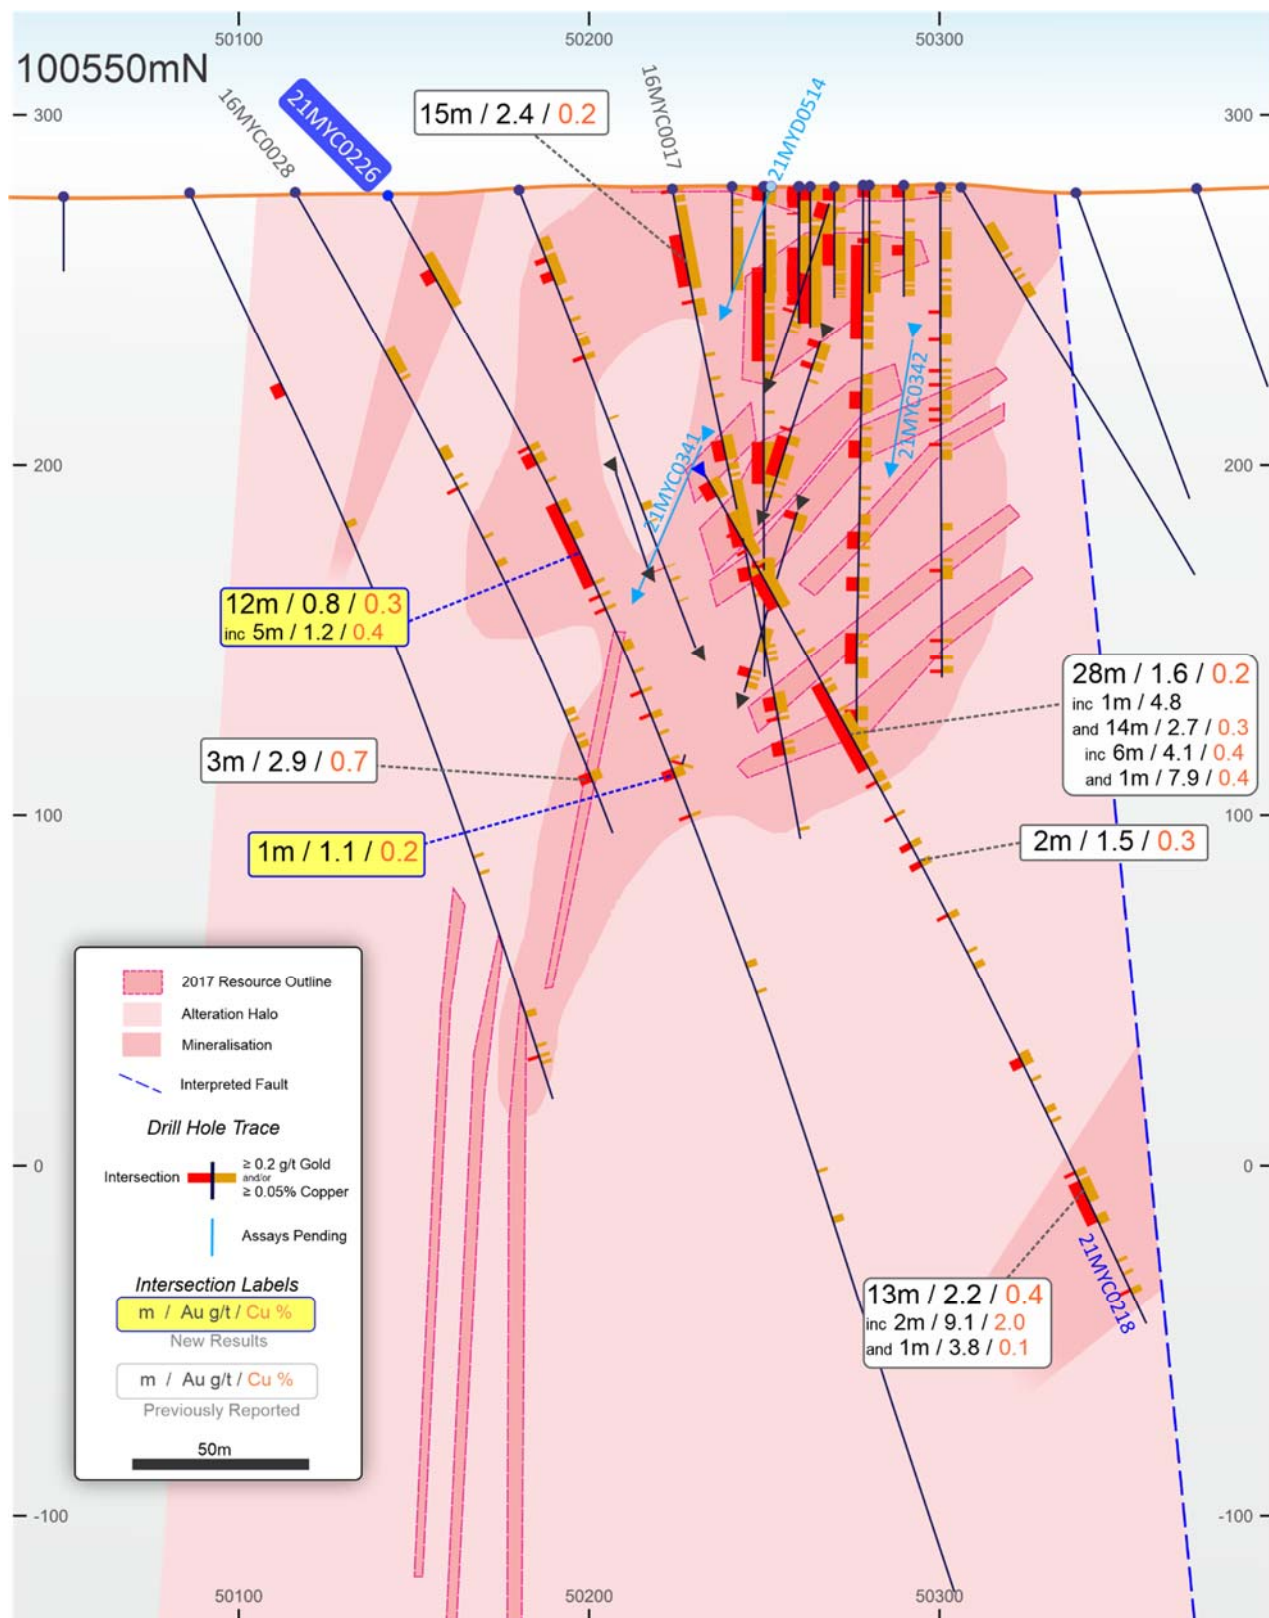 50100
50200
50300
100550mN
300
300
16MYC0028
21MYC0226
15m / 2.4 / 0.2
16MYC0017
21MYD0514
200
200
21MYC0341
21MYC0342
12m / 0.8 / 0.3
inc 5m / 1.2 / 0.4
28m / 1.6 / 0.2
inc 1m / 4.8
and 14m / 2.7 / 0.3
inc 6m / 4.1 / 0.4
and 1m / 7.9 / 0.4
3m / 2.9 / 0.7
100
100
1m / 1.1 / 0.2
2m / 1.5 / 0.3
2017 Resource Outline
Alteration Halo
Mineralisation
Interpreted Fault
Drill Hole Trace
Intersection
≥ 0.2 g/t Gold
and/or
≥ 0.05% Copper
Assays Pending
Intersection Labels
m / Au g/t / Cu %
New Results
m / Au g/t / Cu %
Previously Reported
50m
0
0
21MYC0218
13m / 2.2 / 0.4
inc 2m / 9.1 / 2.0
and 1m / 3.8 / 0.1
-100
-100
50100
50200
50300